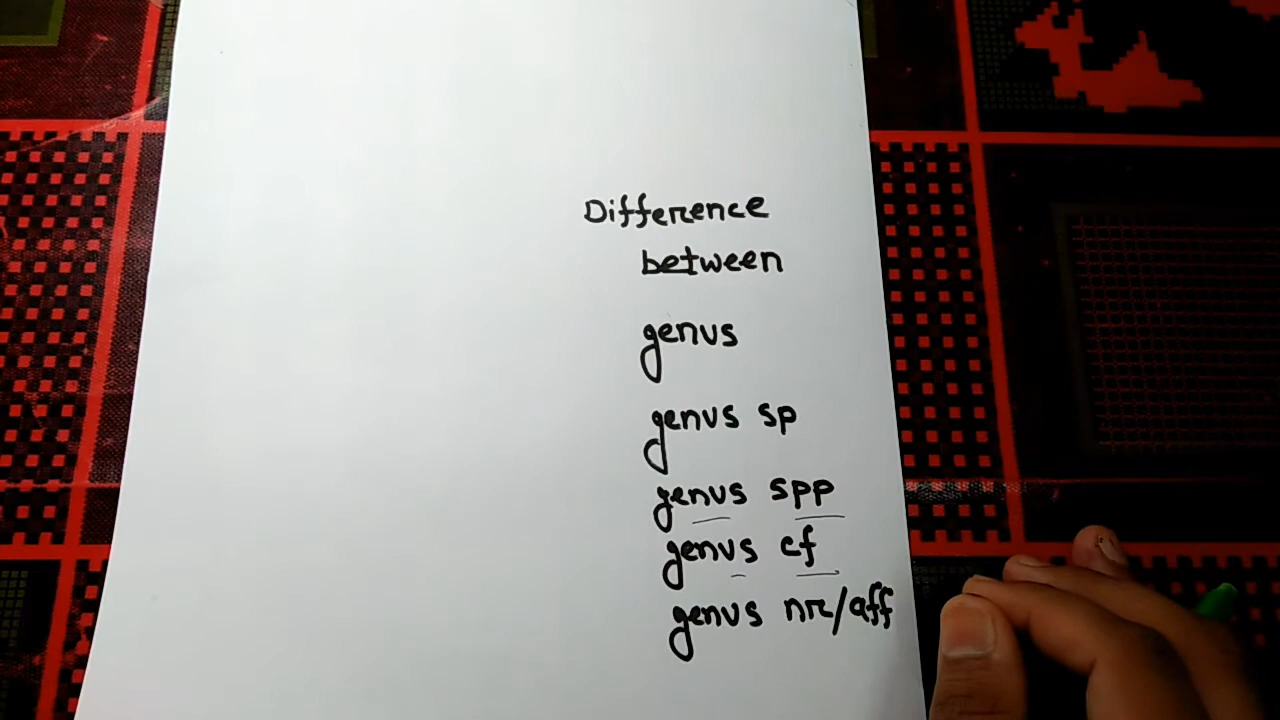 Difference
between
genus
genus sp
genus spp
genus cf
genus nr/aff